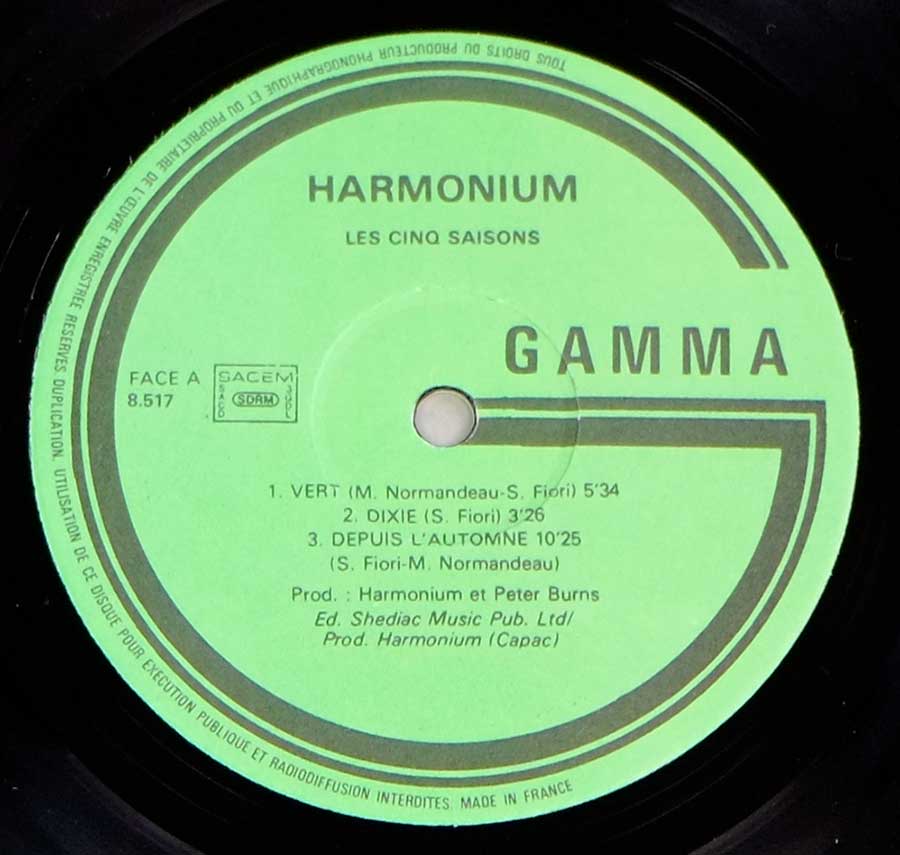 TOUS DROITS DU PRODUCTEUR PHONOGRAPHIQUE ET DU PROPRIETAIRE DE L'ŒUVRE ENREGISTREE RESERVES. DUPLICATION, UTILISATION DE CE DISQUE POUR EXECUTION PUBLIQUE ET RADIODIFFUSION INTERDITES. MADE IN FRANCE
HARMONIUM
LES CINQ SAISONS
GAMMA
FACE A
8.517
SACEM
SACD
SDRM
SGDL
1. VERT (M. Normandeau-S. Fiori) 5'34
2. DIXIE (S. Fiori) 3'26
3. DEPUIS L'AUTOMNE 10'25
(S. Fiori-M. Normandeau)
Prod. : Harmonium et Peter Burns
Ed. Shediac Music Pub. Ltd/
Prod. Harmonium (Capac)